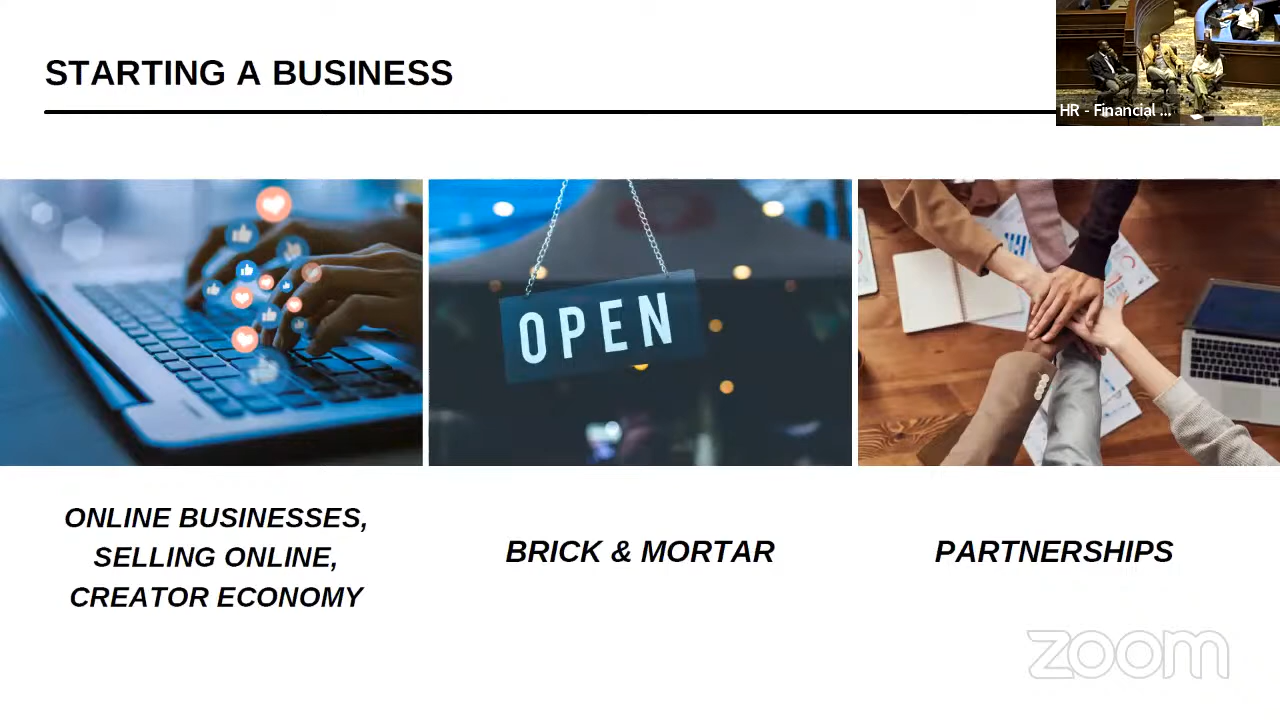 STARTING A BUSINESS
HR - Financial ...
OPEN
ONLINE BUSINESSES,
SELLING ONLINE,
CREATOR ECONOMY
BRICK & MORTAR
PARTNERSHIPS
zoom